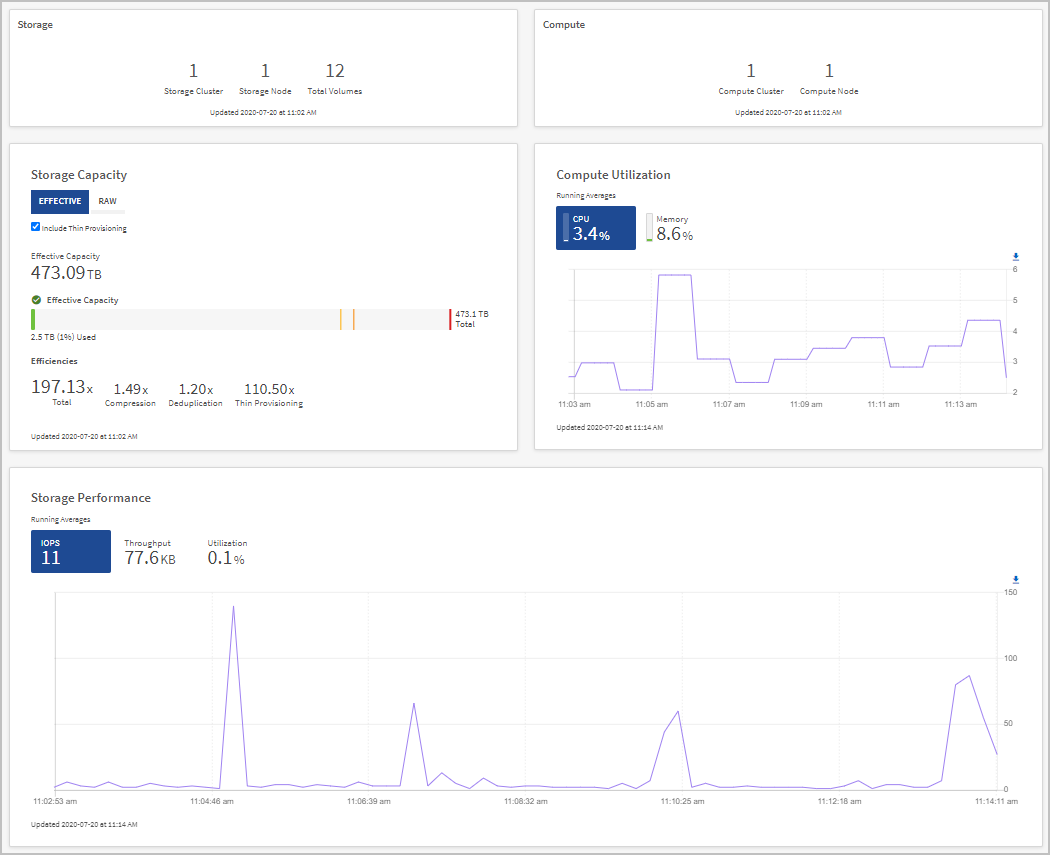 Storage
1 1 12
Storage Cluster Storage Node Total Volumes
Updated 2020-07-20 at 11:02 AM
Compute
1 1
Compute Cluster Compute Node
Updated 2020-07-20 at 11:02 AM
Storage Capacity
EFFECTIVE RAW
Include Thin Provisioning
Effective Capacity
473.09 TB
Effective Capacity
473.1 TB
Total
2.5 TB (1%) Used
Efficiencies
197.13x 1.49x 1.20x 110.50x
Total Compression Deduplication Thin Provisioning
Updated 2020-07-20 at 11:02 AM
Compute Utilization
Running Averages
CPU Memory
3.4% 8.6%
6
5
4
3
2
11:03 am 11:05 am 11:07 am 11:09 am 11:11 am 11:13 am
Updated 2020-07-20 at 11:14 AM
Storage Performance
Running Averages
IOPS Throughput Utilization
11 77.6 KB 0.1%
150
100
50
0
11:02:53 am 11:04:46 am 11:06:39 am 11:08:32 am 11:10:25 am 11:12:18 am 11:14:11 am
Updated 2020-07-20 at 11:14 AM